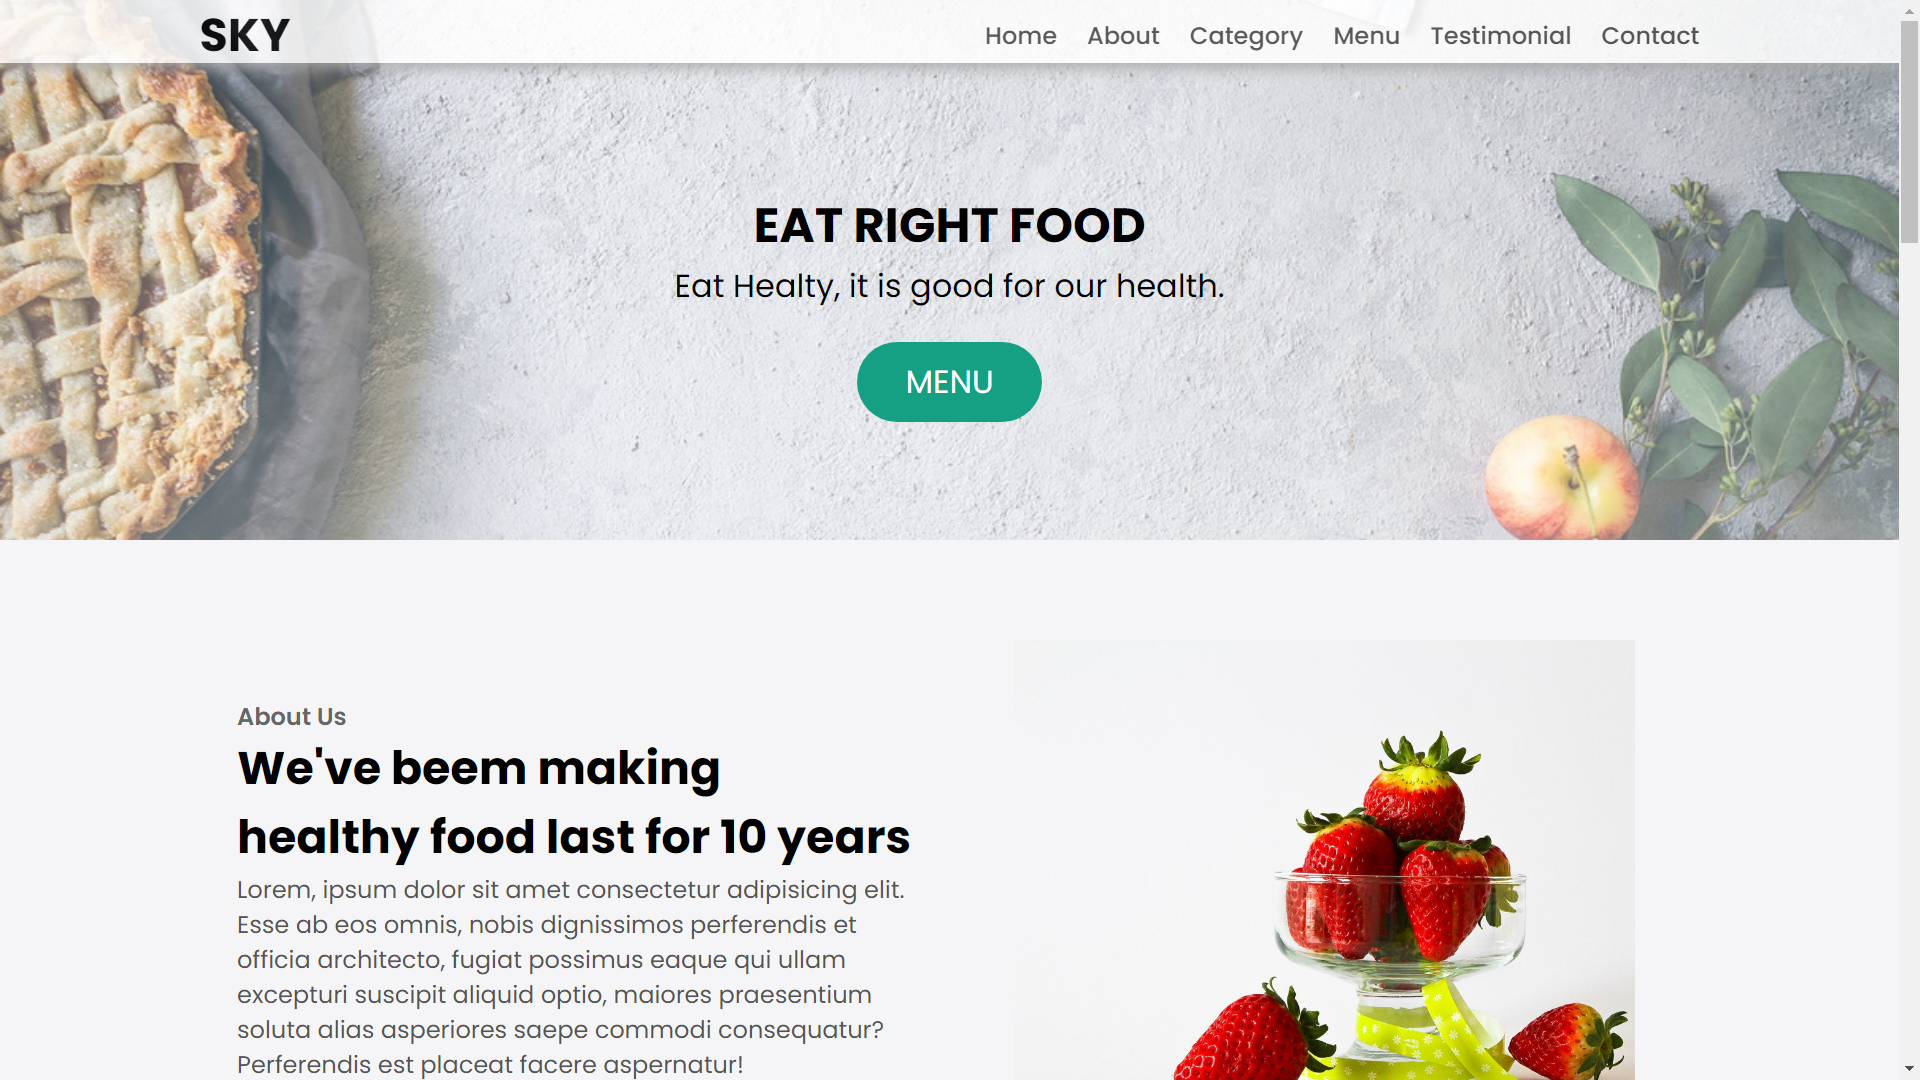 SKY
Home About Category Menu Testimonial Contact
EAT RIGHT FOOD
Eat Healty, it is good for our health.
MENU
About Us
We've beem making
healthy food last for 10 years
Lorem, ipsum dolor sit amet consectetur adipisicing elit.
Esse ab eos omnis, nobis dignissimos perferendis et
officia architecto, fugiat possimus eaque qui ullam
excepturi suscipit aliquid optio, maiores praesentium
soluta alias asperiores saepe commodi consequatur?
Perferendis est placeat facere aspernatur!